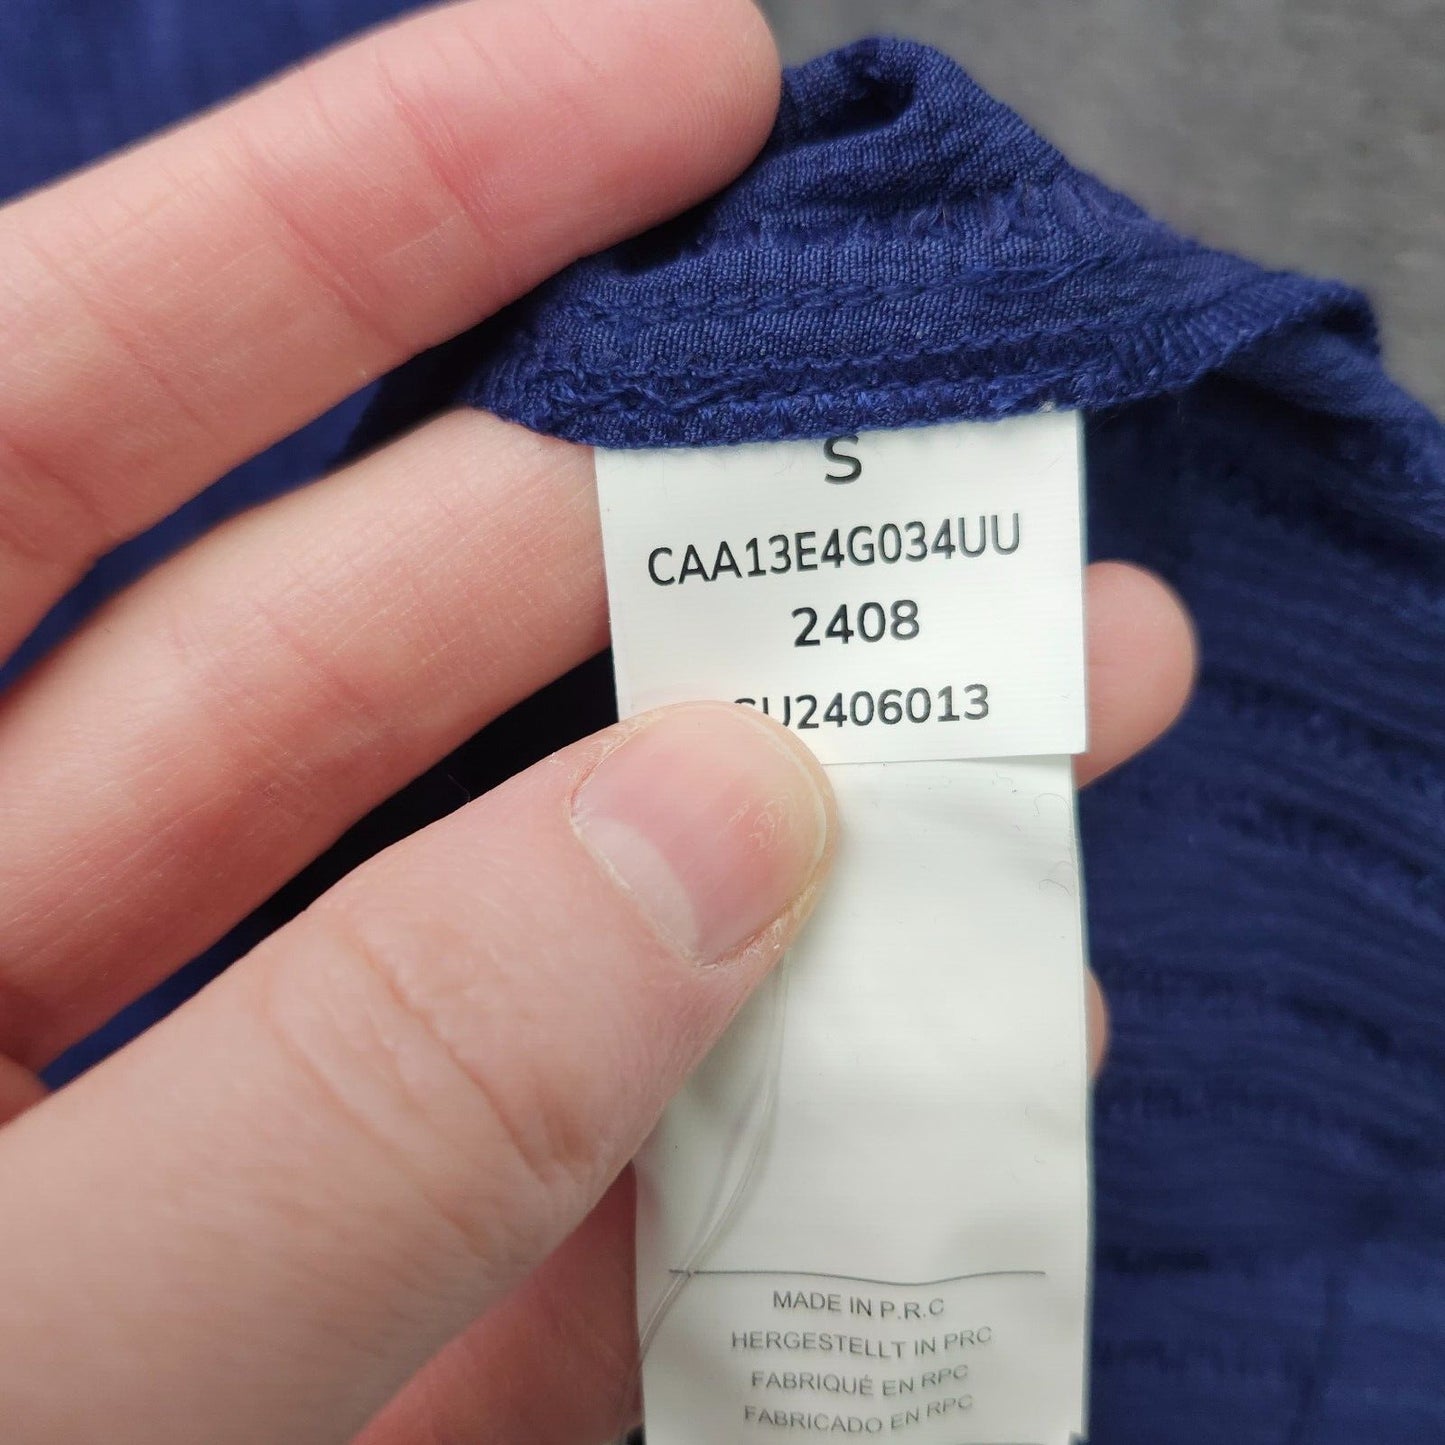 S
CAA13E4G034UU
2408
U2406013
MADE IN P.R.C
HERGESTELLT IN PRC
FABRIQUÉ EN RPC
FABRICADO EN RPC